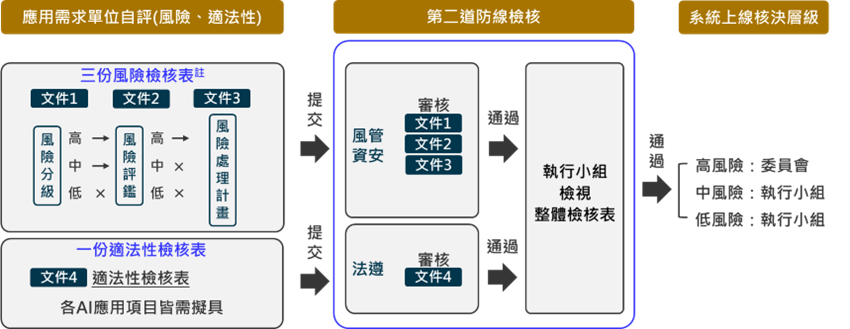 應用需求單位自評(風險、適法性)
三份風險檢核表註
文件1 文件2 文件3
風險分級
高 → 中 → 低 ×
風險評鑑
高 → 中 × 低 ×
風險處理計畫
一份適法性檢核表
文件4 適法性檢核表
各AI應用項目皆需擬具
提交
提交
第二道防線檢核
風管
資安
審核
文件1
文件2
文件3
通過
法遵
審核
文件4
通過
執行小組
檢視
整體檢核表
通過
系統上線核決層級
高風險：委員會
中風險：執行小組
低風險：執行小組